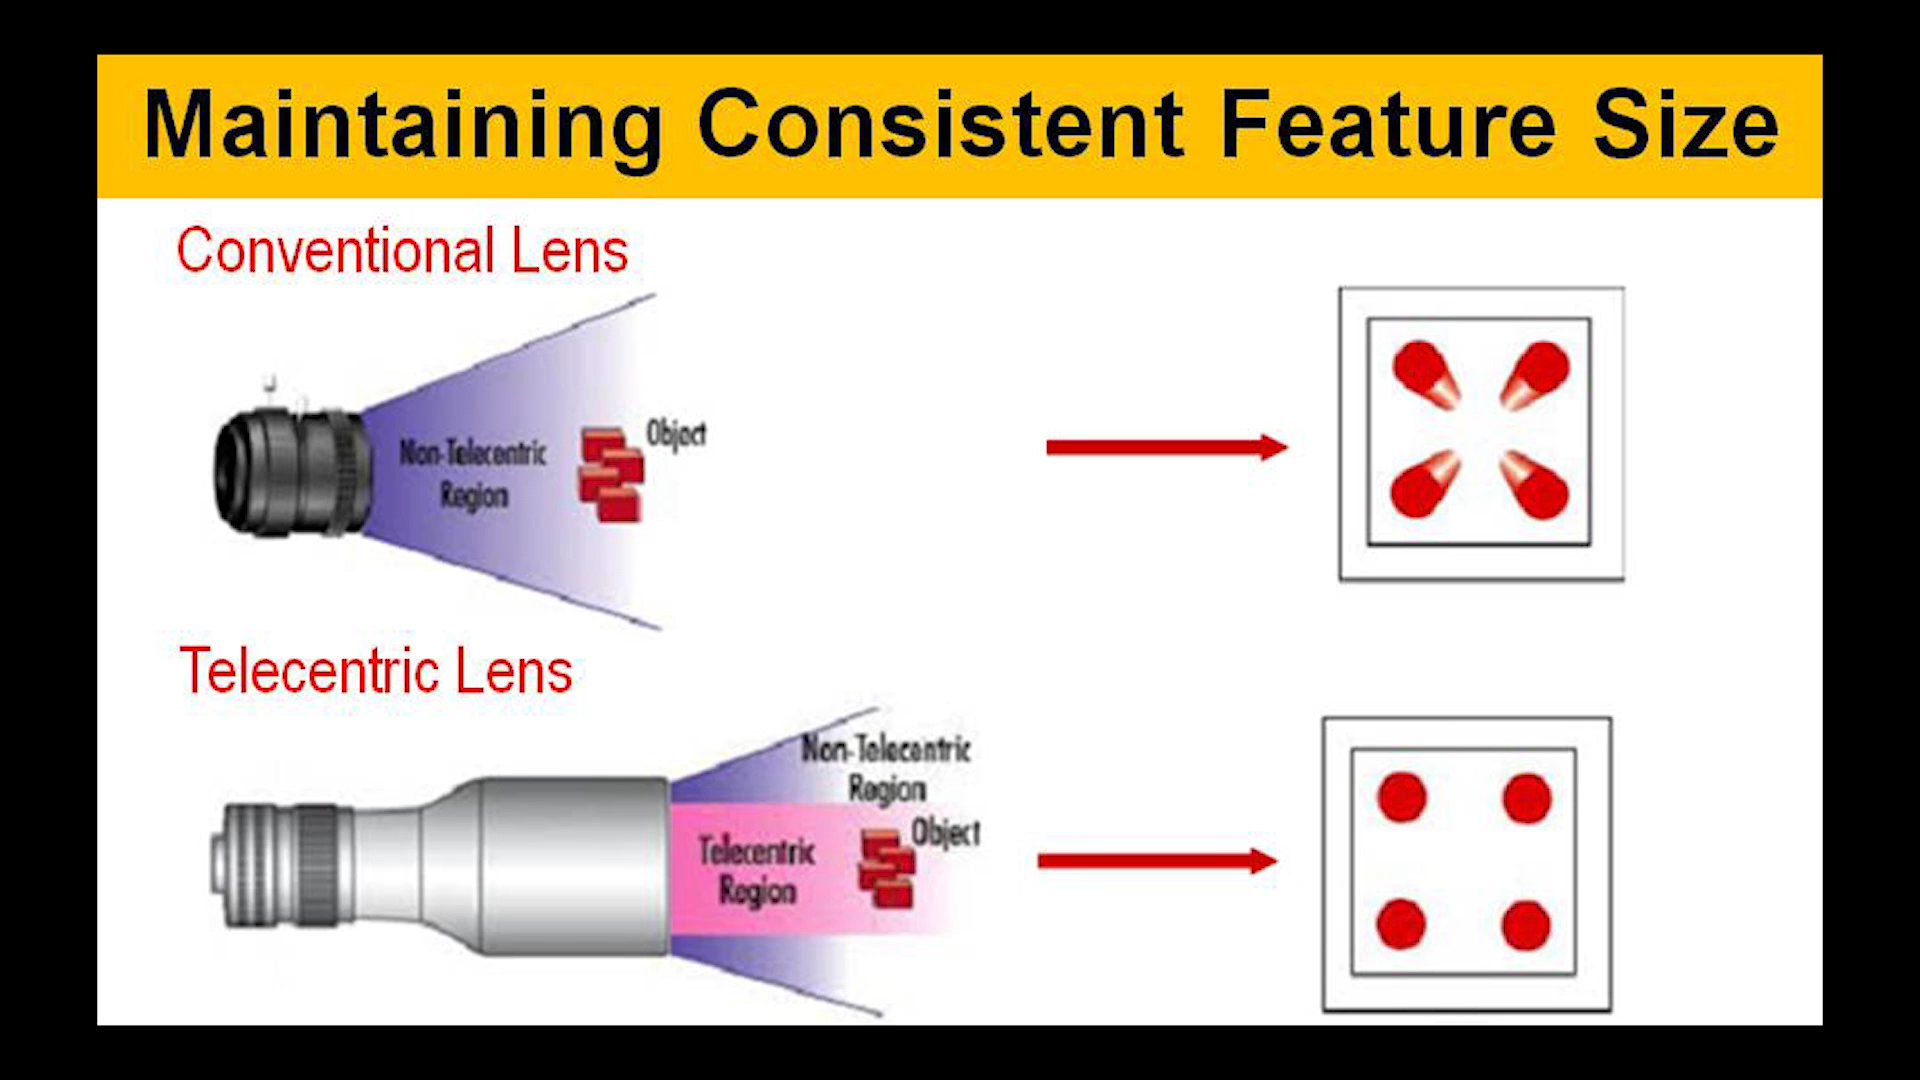 Maintaining Consistent Feature Size
Conventional Lens
Non-Telecentric
Region
Object
Telecentric Lens
Non-Telecentric
Region
Object
Telecentric
Region